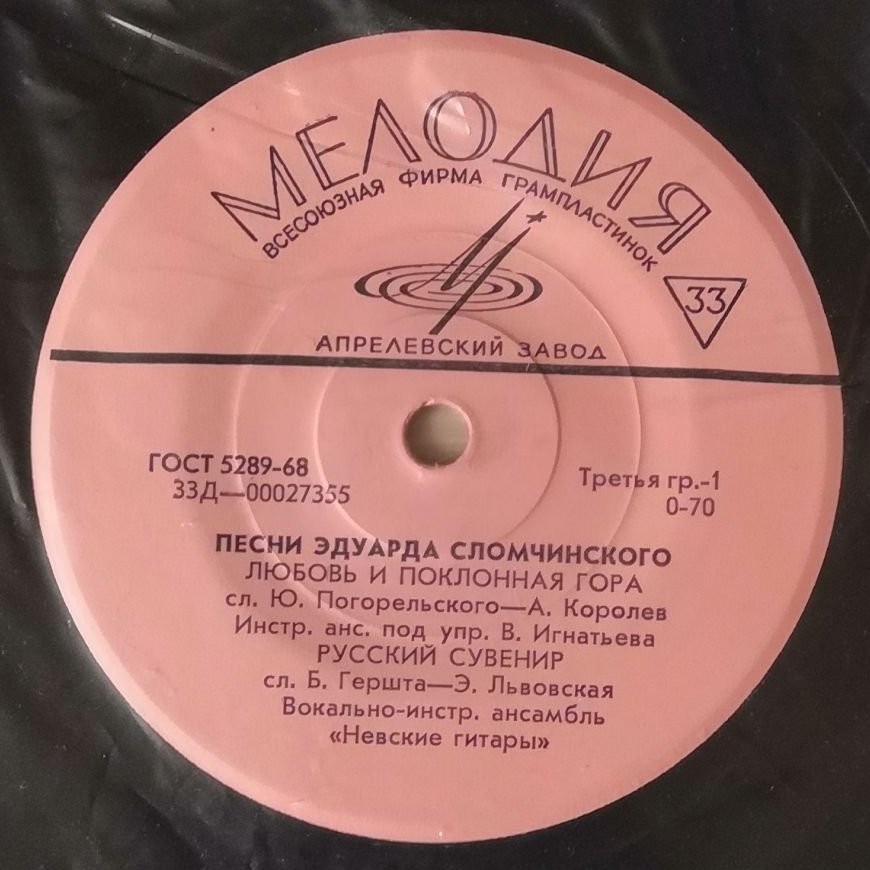 МЕЛОДИЯ
ВСЕСОЮЗНАЯ ФИРМА ГРАМПЛАСТИНОК
33
АПРЕЛЕВСКИЙ ЗАВОД
ГОСТ 5289-68
Третья гр.-1
33Д—00027355
0-70
ПЕСНИ ЭДУАРДА СЛОМЧИНСКОГО
ЛЮБОВЬ И ПОКЛОННАЯ ГОРА
сл. Ю. Погорельского—А. Королев
Инстр. анс. под упр. В. Игнатьева
РУССКИЙ СУВЕНИР
сл. Б. Гершта—Э. Львовская
Вокально-инстр. ансамбль
«Невские гитары»